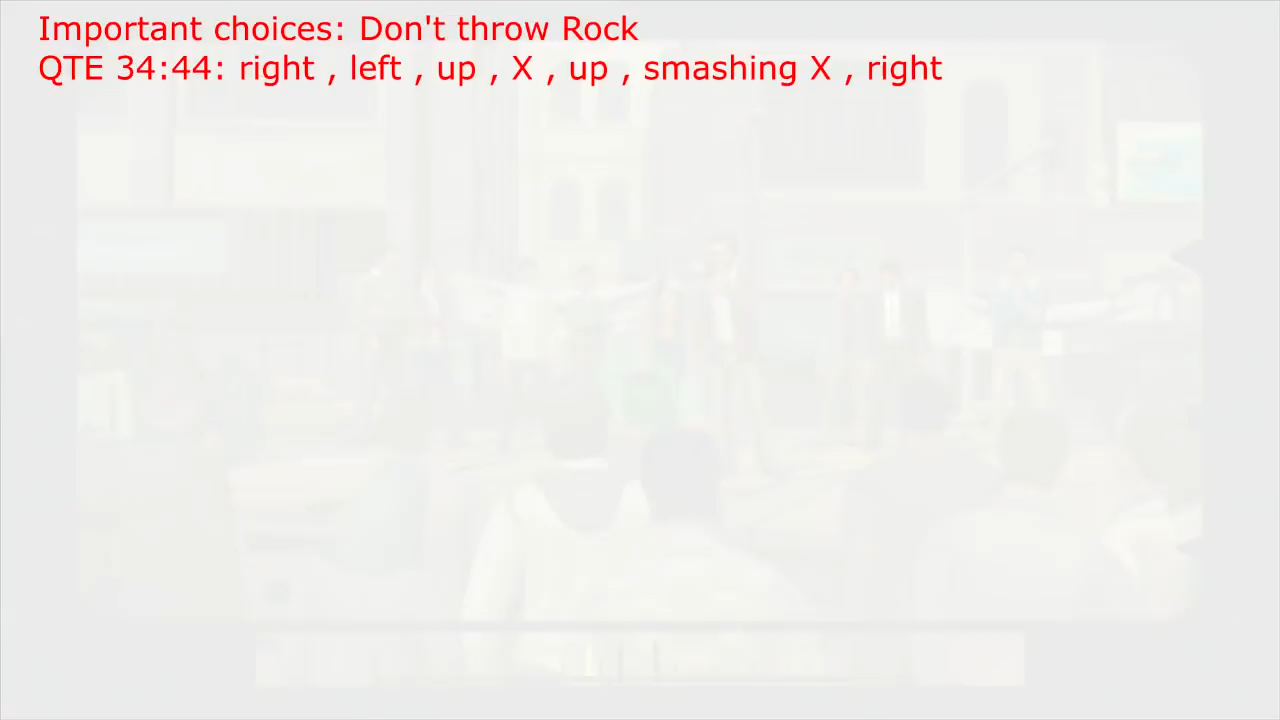 Important choices: Don't throw Rock
QTE 34:44: right , left , up , X , up , smashing X , right